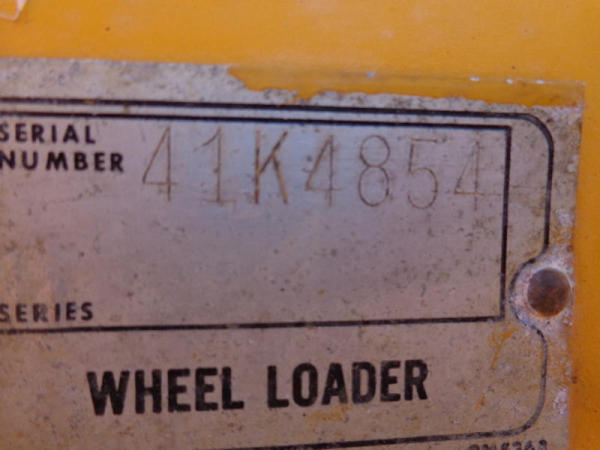 SERIAL
NUMBER 41K4854
SERIES
WHEEL LOADER